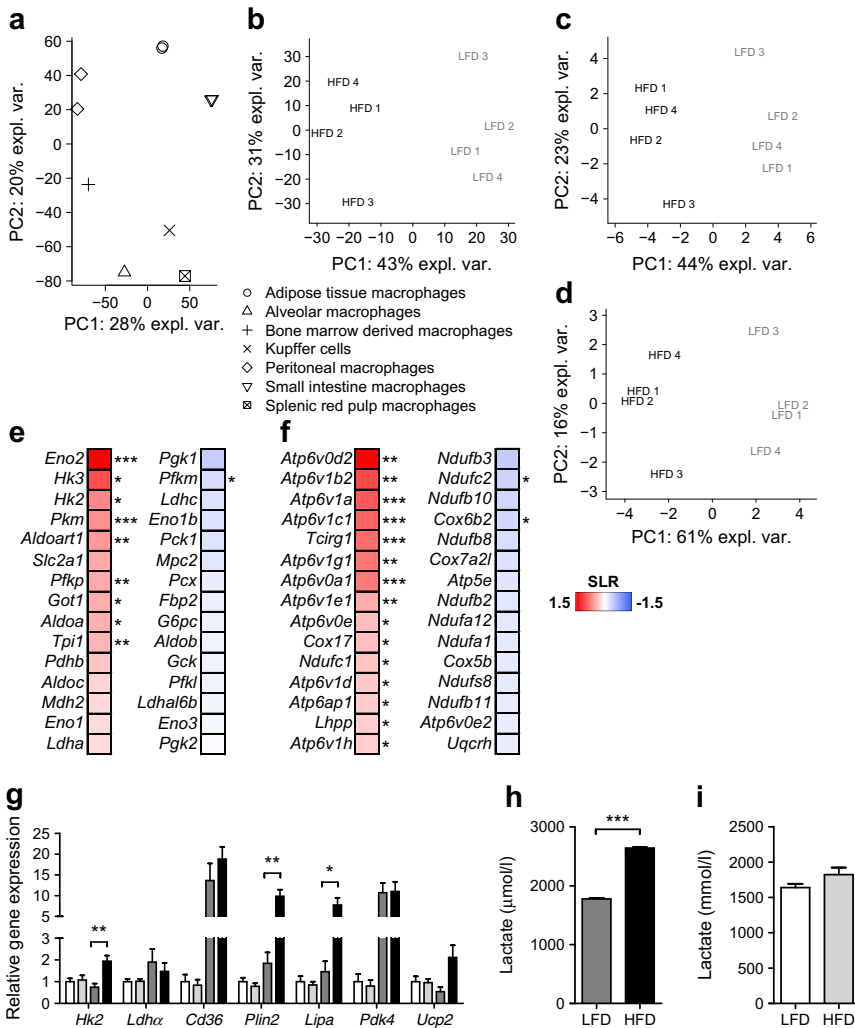 a
PC2: 20% expl. var.
60
40
20
0
−20
−40
−60
−80
−50
0
50
PC1: 28% expl. var.
b
PC2: 31% expl. var.
30
20
10
0
−10
−20
−30
LFD 3
HFD 4
HFD 1
HFD 2
LFD 2
LFD 1
LFD 4
HFD 3
−30
−20
−10
0
10
20
30
PC1: 43% expl. var.
c
PC2: 23% expl. var.
4
2
0
−2
−4
LFD 3
HFD 1
HFD 4
LFD 2
HFD 2
LFD 4
LFD 1
HFD 3
−6
−4
−2
0
2
4
6
PC1: 44% expl. var.
Adipose tissue macrophages
Alveolar macrophages
Bone marrow derived macrophages
Kupffer cells
Peritoneal macrophages
Small intestine macrophages
Splenic red pulp macrophages
d
PC2: 16% expl. var.
3
2
1
0
−1
−2
−3
LFD 3
HFD 4
HFD 1
HFD 2
LFD 2
LFD 1
LFD 4
HFD 3
−4
−2
0
2
4
PC1: 61% expl. var.
SLR
1.5
-1.5
e
Eno2 ***
Hk3 *
Hk2 *
Pkm ***
Aldoart1 **
Slc2a1
Pfkp **
Got1 *
Aldoa *
Tpi1 **
Pdhb
Aldoc
Mdh2
Eno1
Ldha
Pgk1
Pfkm *
Ldhc
Eno1b
Pck1
Mpc2
Pcx
Fbp2
G6pc
Aldob
Gck
Pfkl
Ldhal6b
Eno3
Pgk2
f
Atp6v0d2 **
Atp6v1b2 **
Atp6v1a ***
Atp6v1c1 ***
Tcirg1 ***
Atp6v1g1 **
Atp6v0a1 ***
Atp6v1e1 **
Atp6v0e *
Cox17 *
Ndufc1 *
Atp6v1d *
Atp6ap1 *
Lhpp *
Atp6v1h *
Ndufb3
Ndufc2 *
Ndufb10
Cox6b2 *
Ndufb8
Cox7a2l
Atp5e
Ndufb2
Ndufa12
Ndufa1
Cox5b
Ndufs8
Ndufb11
Atp6v0e2
Uqcrh
g
Relative gene expression
25
20
15
10
5
3
2
1
0
**
**
*
Hk2
Ldhα
Cd36
Plin2
Lipa
Pdk4
Ucp2
h
Lactate (μmol/l)
3000
2000
1000
0
***
LFD
HFD
i
Lactate (mmol/l)
2500
2000
1500
1000
500
0
LFD
HFD